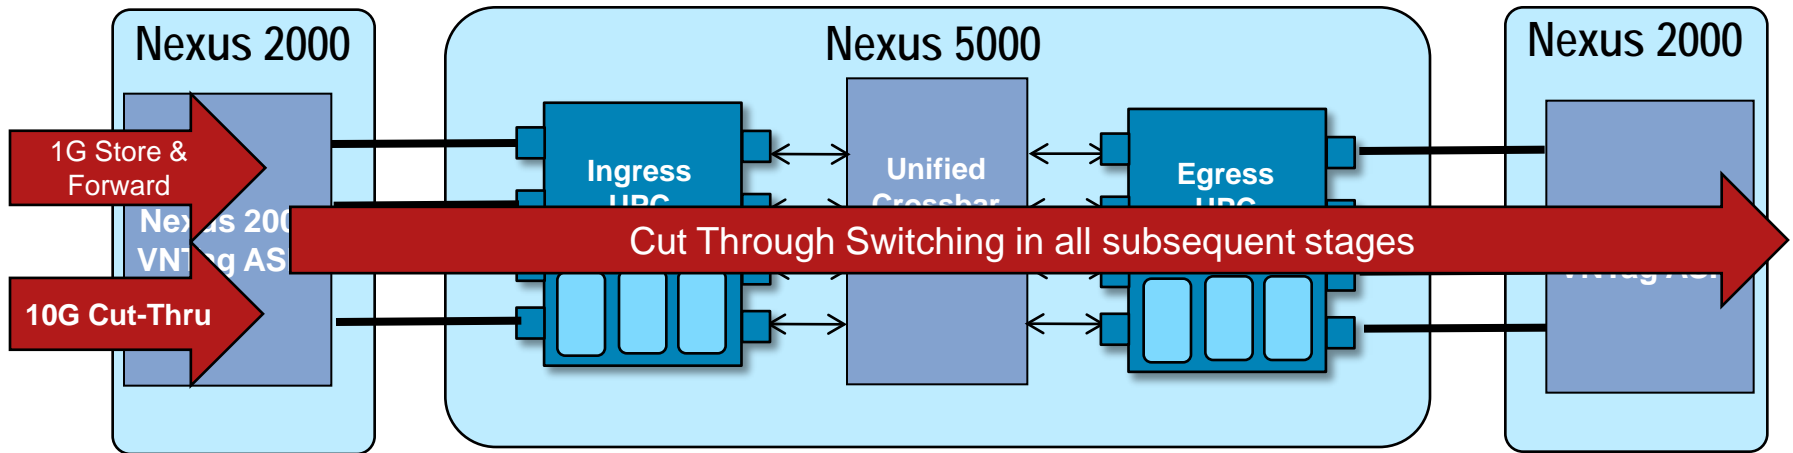 Nexus 2000
Nexus 5000
Nexus 2000
1G Store &
Forward
10G Cut-Thru
Ingress
Unified
Egress
Cut Through Switching in all subsequent stages